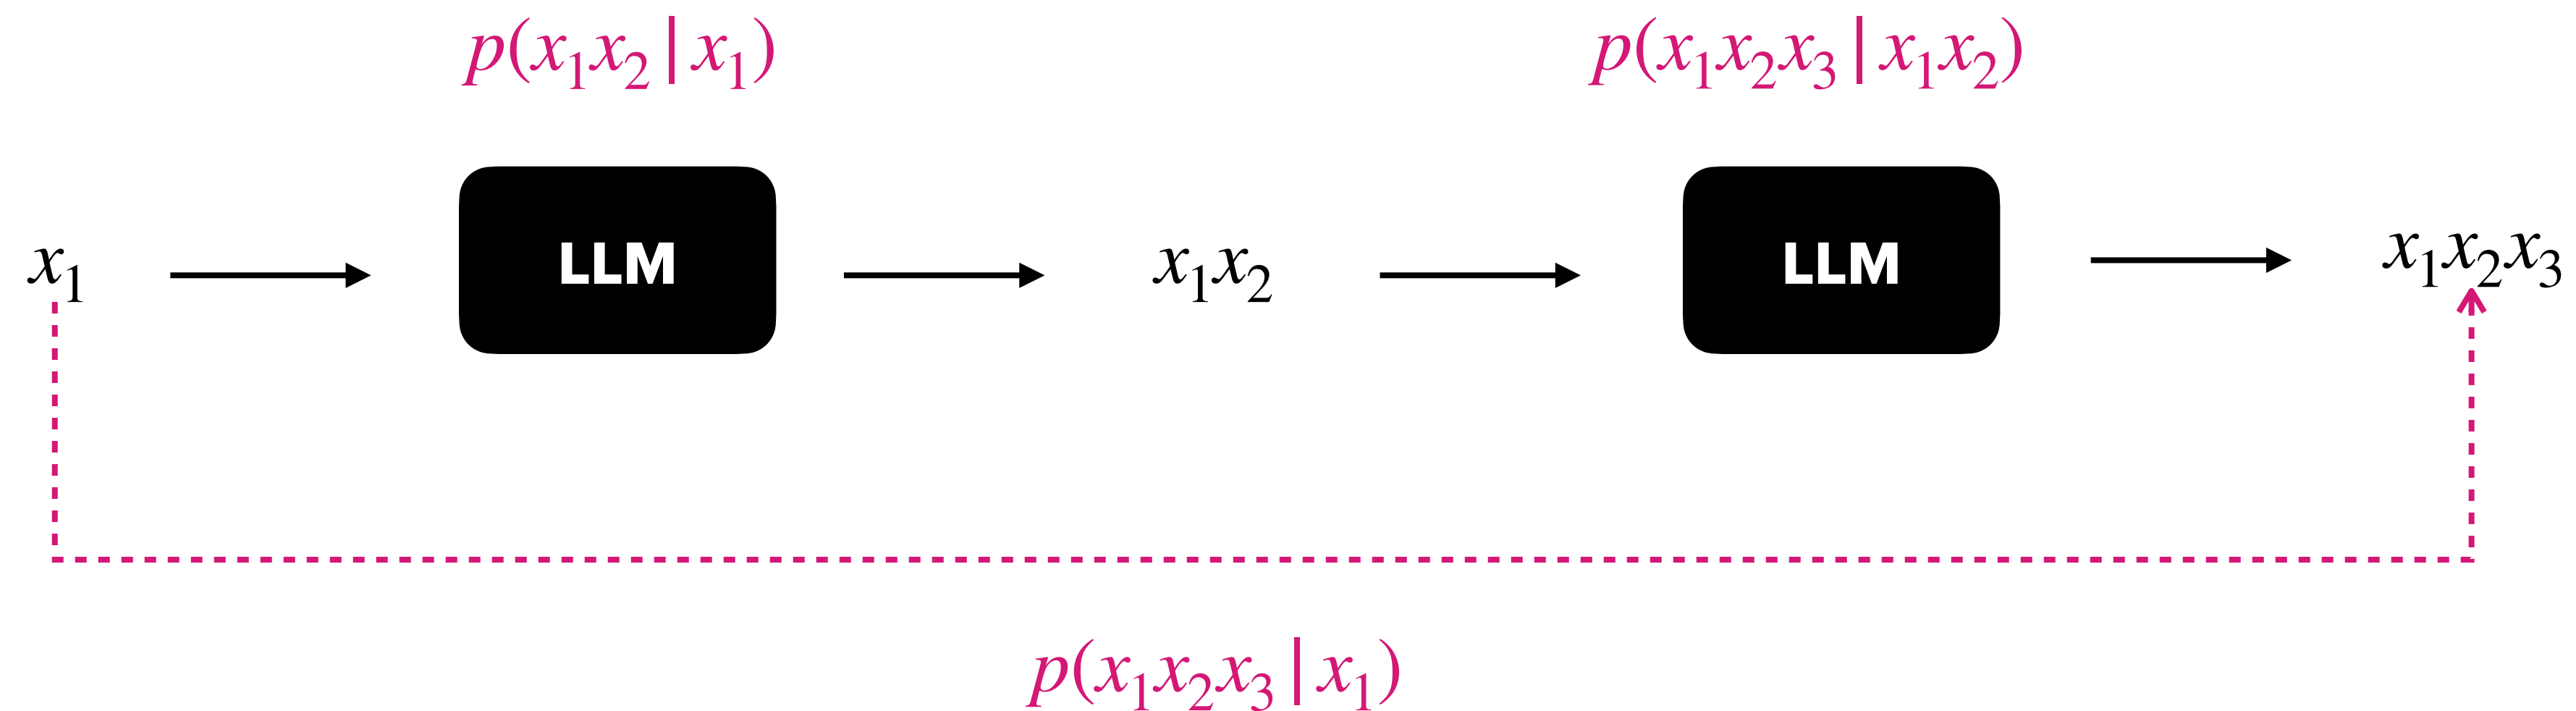 p(x₁x₂ | x₁) p(x₁x₂x₃ | x₁x₂)
x₁ LLM x₁x₂ LLM x₁x₂x₃
p(x₁x₂x₃ | x₁)